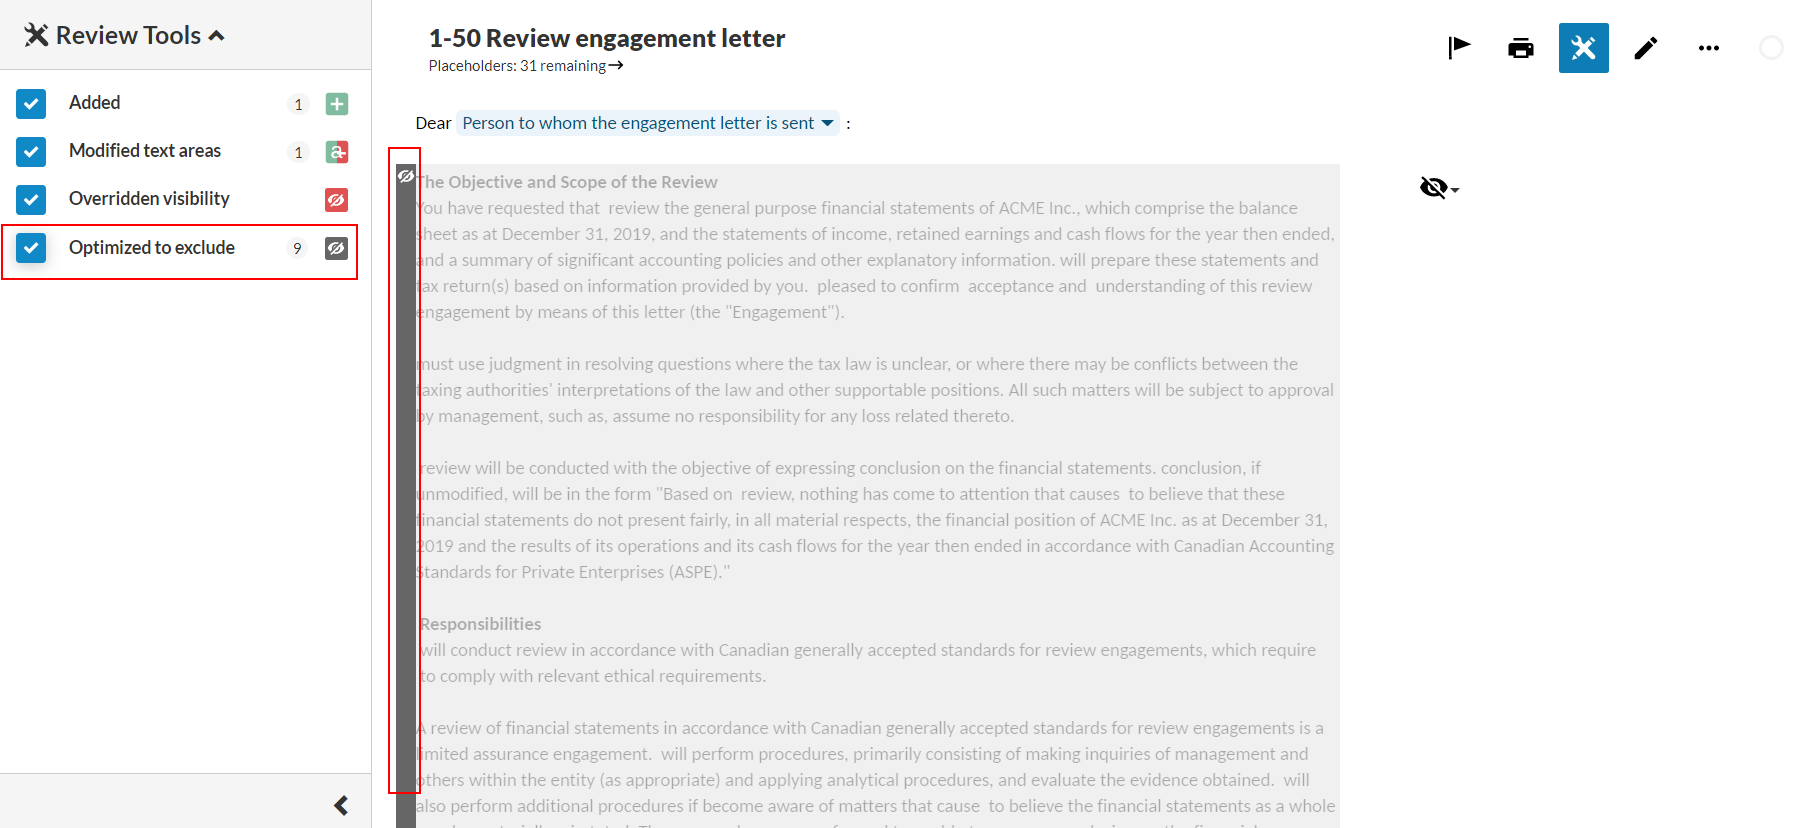 Review Tools
Added 1
Modified text areas 1
Overridden visibility
Optimized to exclude 9
1-50 Review engagement letter
Placeholders: 31 remaining
Dear Person to whom the engagement letter is sent :
The Objective and Scope of the Review
You have requested that review the general purpose financial statements of ACME Inc., which comprise the balance
sheet as at December 31, 2019, and the statements of income, retained earnings and cash flows for the year then ended,
and a summary of significant accounting policies and other explanatory information. will prepare these statements and
tax return(s) based on information provided by you. pleased to confirm acceptance and understanding of this review
engagement by means of this letter (the "Engagement").
must use judgment in resolving questions where the tax law is unclear, or where there may be conflicts between the
taxing authorities' interpretations of the law and other supportable positions. All such matters will be subject to approval
by management, such as, assume no responsibility for any loss related thereto.
review will be conducted with the objective of expressing conclusion on the financial statements. conclusion, if
unmodified, will be in the form "Based on review, nothing has come to attention that causes to believe that these
financial statements do not present fairly, in all material respects, the financial position of ACME Inc. as at December 31,
2019 and the results of its operations and its cash flows for the year then ended in accordance with Canadian Accounting
Standards for Private Enterprises (ASPE)."
Responsibilities
will conduct review in accordance with Canadian generally accepted standards for review engagements, which require
to comply with relevant ethical requirements.
A review of financial statements in accordance with Canadian generally accepted standards for review engagements is a
limited assurance engagement. will perform procedures, primarily consisting of making inquiries of management and
others within the entity (as appropriate) and applying analytical procedures, and evaluate the evidence obtained. will
also perform additional procedures if become aware of matters that cause to believe the financial statements as a whole